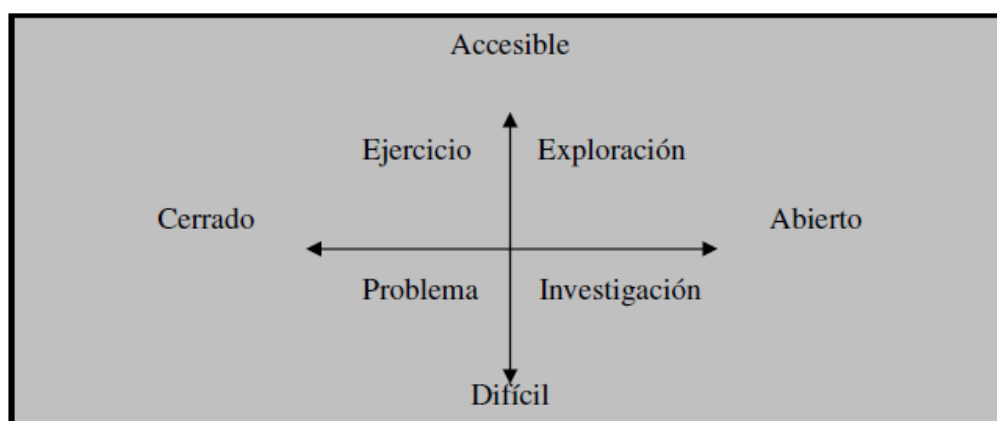 Accesible
Ejercicio Exploración
Cerrado Abierto
Problema Investigación
Difícil